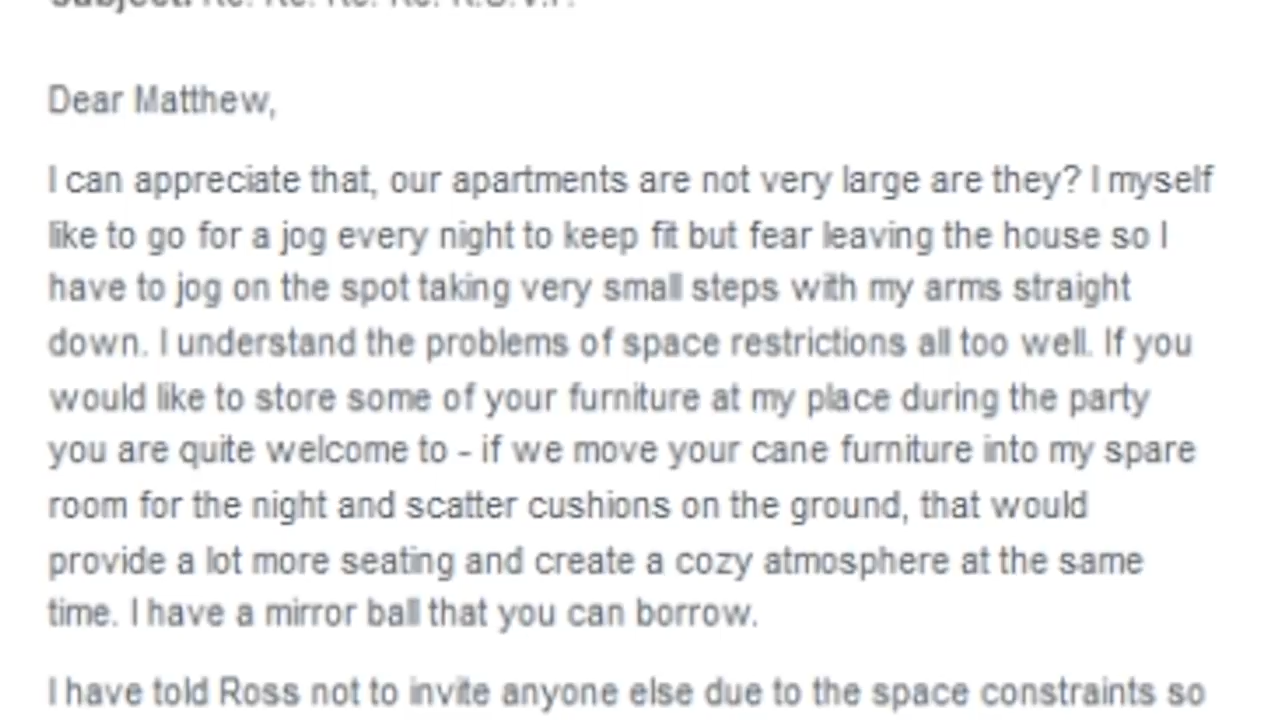 Subject: Re: Re: Re: Re: R.S.V.P.
Dear Matthew,
I can appreciate that, our apartments are not very large are they? I myself
like to go for a jog every night to keep fit but fear leaving the house so I
have to jog on the spot taking very small steps with my arms straight
down. I understand the problems of space restrictions all too well. If you
would like to store some of your furniture at my place during the party
you are quite welcome to - if we move your cane furniture into my spare
room for the night and scatter cushions on the ground, that would
provide a lot more seating and create a cozy atmosphere at the same
time. I have a mirror ball that you can borrow.
I have told Ross not to invite anyone else due to the space constraints so